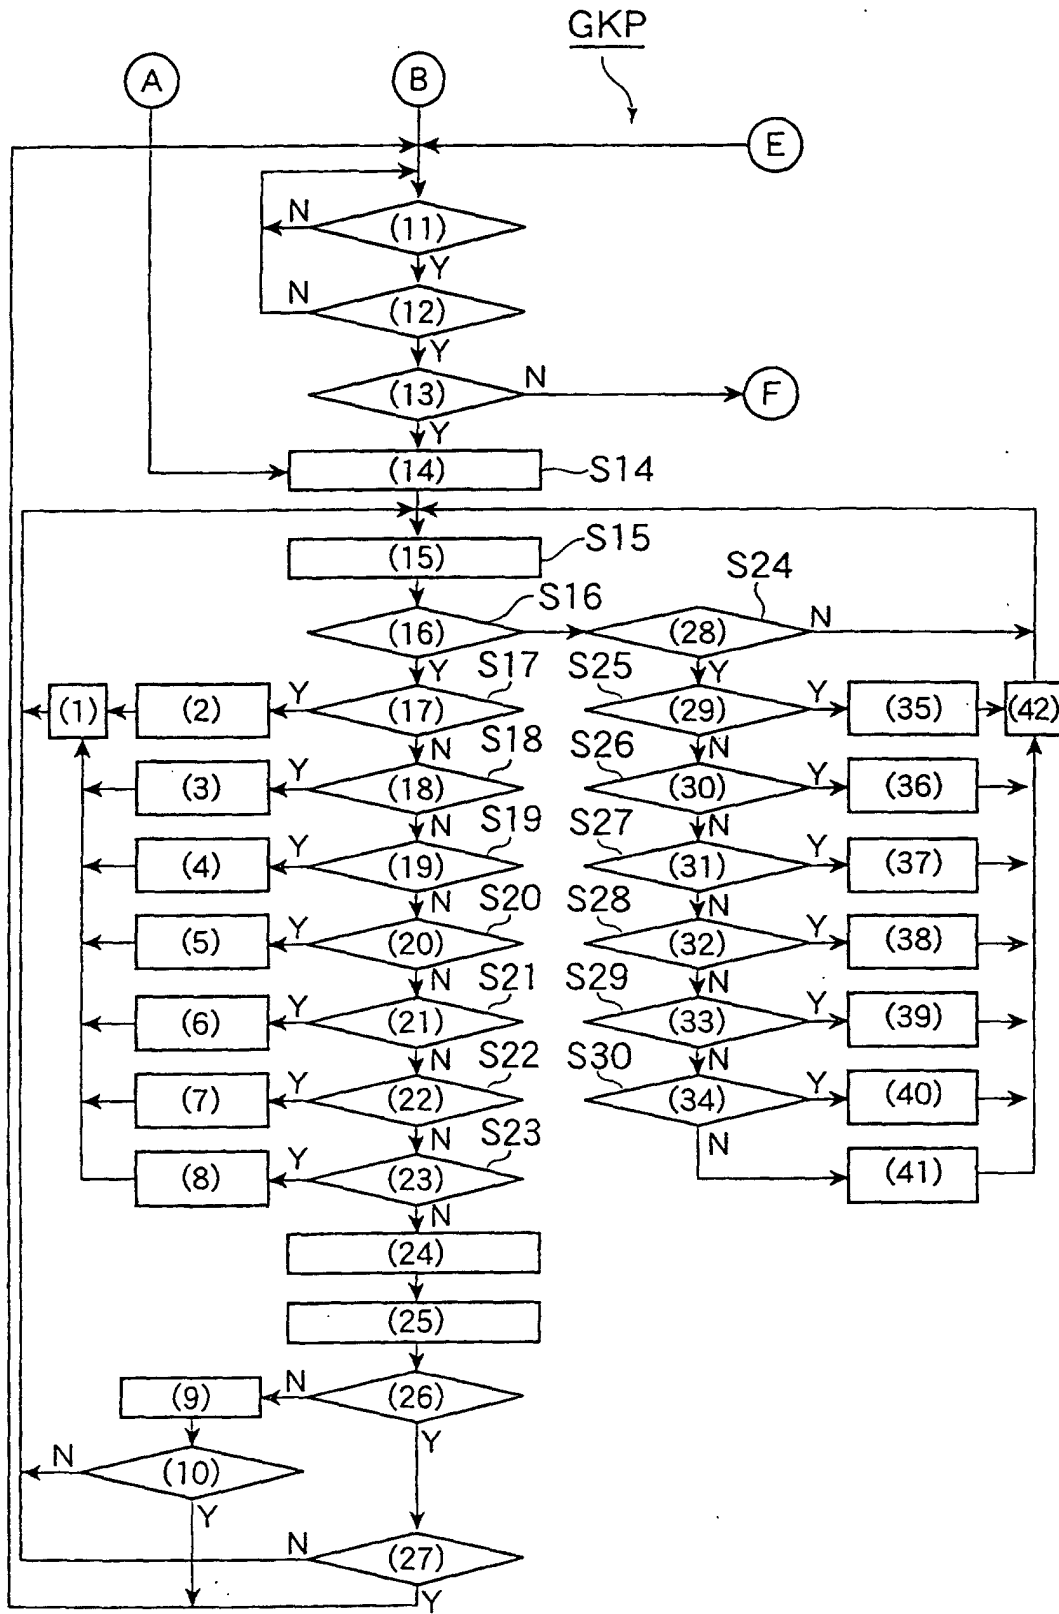 GKP
A
B
E
N
(11)
Y
N
(12)
Y
(13)
N
F
Y
(14)
S14
(15)
S15
S16
(16)
Y
S24
(28)
N
Y
S17
(1)
(2)
Y
(17)
N
S25
(29)
Y
(35)
(42)
N
S18
(3)
Y
(18)
N
S26
(30)
Y
(36)
N
S19
(4)
Y
(19)
N
S27
(31)
Y
(37)
N
S20
(5)
Y
(20)
N
S28
(32)
Y
(38)
N
S21
(6)
Y
(21)
N
S29
(33)
Y
(39)
N
S22
(7)
Y
(22)
N
S30
(34)
Y
(40)
N
(41)
S23
(8)
Y
(23)
N
(24)
(25)
(9)
N
(26)
Y
N
(10)
Y
N
(27)
Y